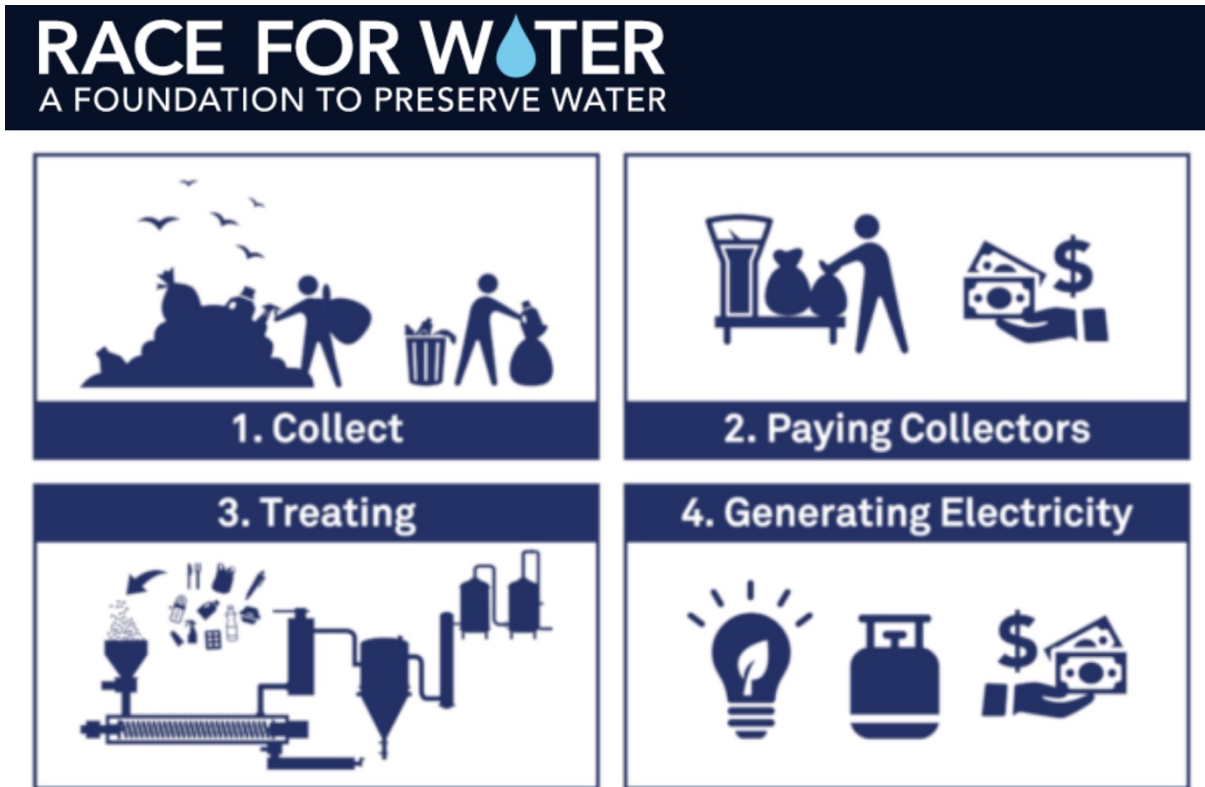 RACE FOR WATER
A FOUNDATION TO PRESERVE WATER
1. Collect
$
2. Paying Collectors
3. Treating
4. Generating Electricity
$